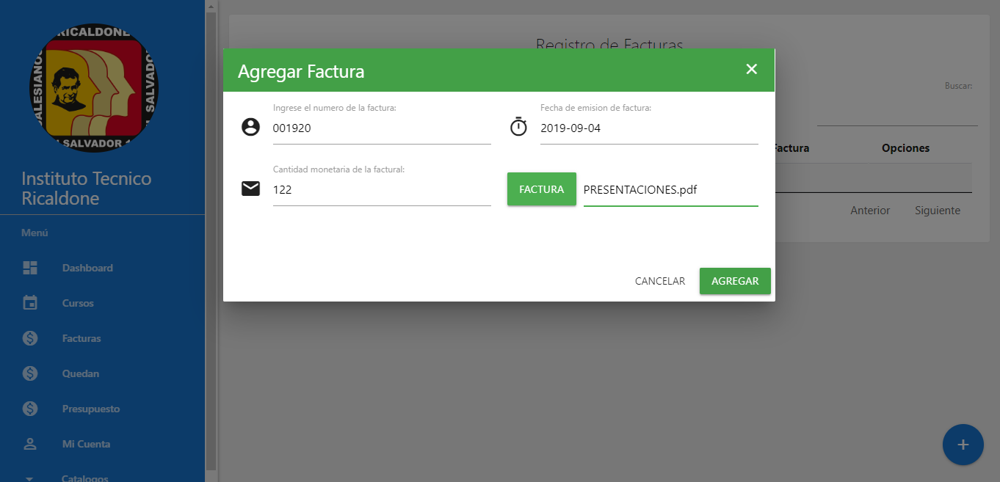 RICALDONE
SALESIANO
SALVADOR
SALVADOR
Instituto Tecnico
Ricaldone
Menú
Dashboard
Cursos
Facturas
Quedan
Presupuesto
Mi Cuenta
Catalogos
Registro de Facturas
Agregar Factura
Ingrese el numero de la factura:
001920
Fecha de emision de factura:
2019-09-04
Cantidad monetaria de la factural:
122
FACTURA
PRESENTACIONES.pdf
CANCELAR
AGREGAR
Buscar:
Factura
Opciones
Anterior
Siguiente